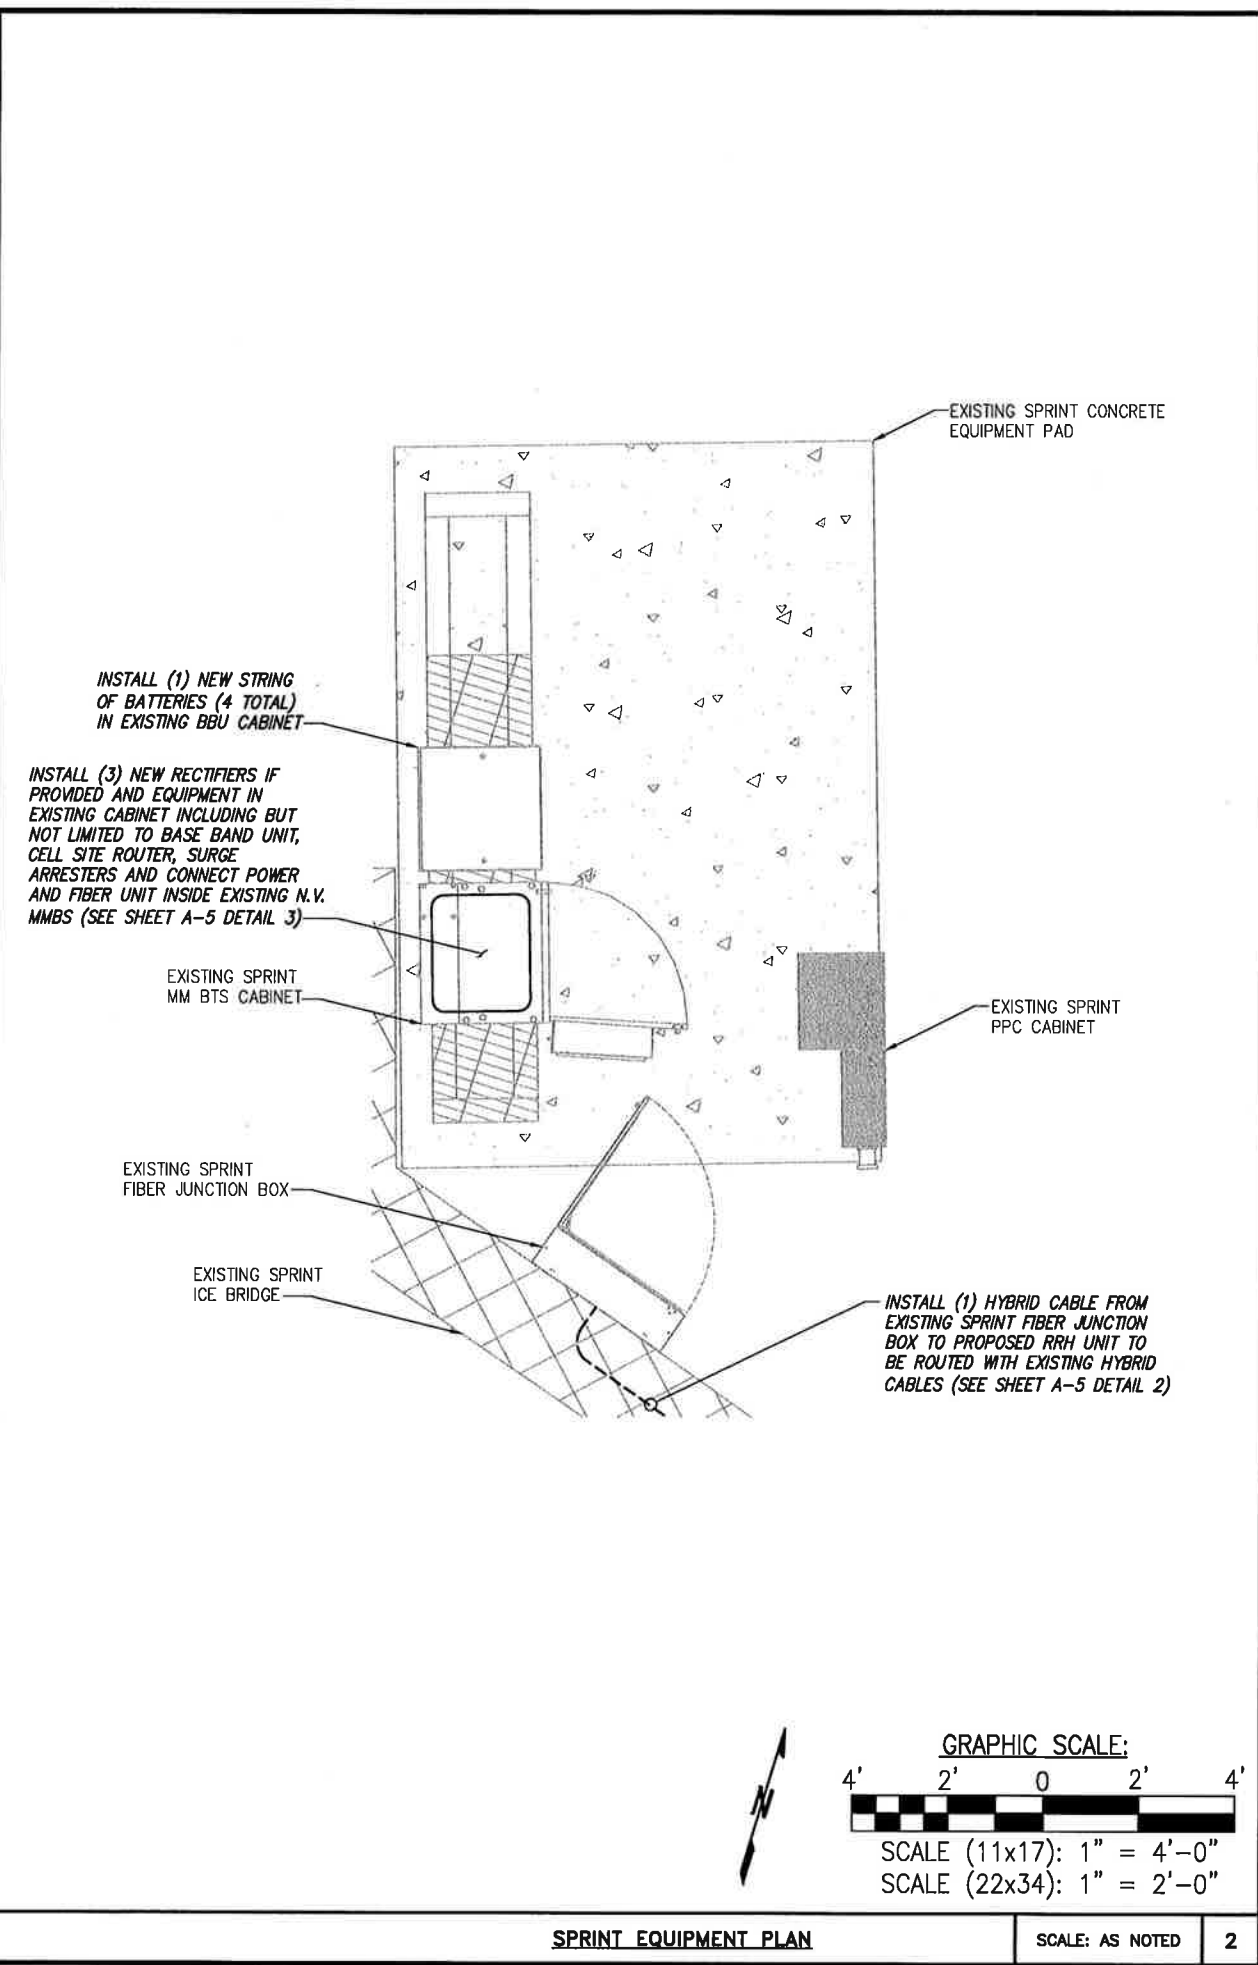 EXISTING SPRINT CONCRETE
EQUIPMENT PAD
INSTALL (1) NEW STRING
OF BATTERIES (4 TOTAL)
IN EXISTING BBU CABINET
INSTALL (3) NEW RECTIFIERS IF
PROVIDED AND EQUIPMENT IN
EXISTING CABINET INCLUDING BUT
NOT LIMITED TO BASE BAND UNIT,
CELL SITE ROUTER, SURGE
ARRESTERS AND CONNECT POWER
AND FIBER UNIT INSIDE EXISTING N.V.
MMBS (SEE SHEET A-5 DETAIL 3)
EXISTING SPRINT
MM BTS CABINET
EXISTING SPRINT
PPC CABINET
EXISTING SPRINT
FIBER JUNCTION BOX
EXISTING SPRINT
ICE BRIDGE
INSTALL (1) HYBRID CABLE FROM
EXISTING SPRINT FIBER JUNCTION
BOX TO PROPOSED RRH UNIT TO
BE ROUTED WITH EXISTING HYBRID
CABLES (SEE SHEET A-5 DETAIL 2)
N
GRAPHIC SCALE:
4' 2' 0 2' 4'
SCALE (11x17): 1" = 4'-0"
SCALE (22x34): 1" = 2'-0"
SPRINT EQUIPMENT PLAN
SCALE: AS NOTED
2